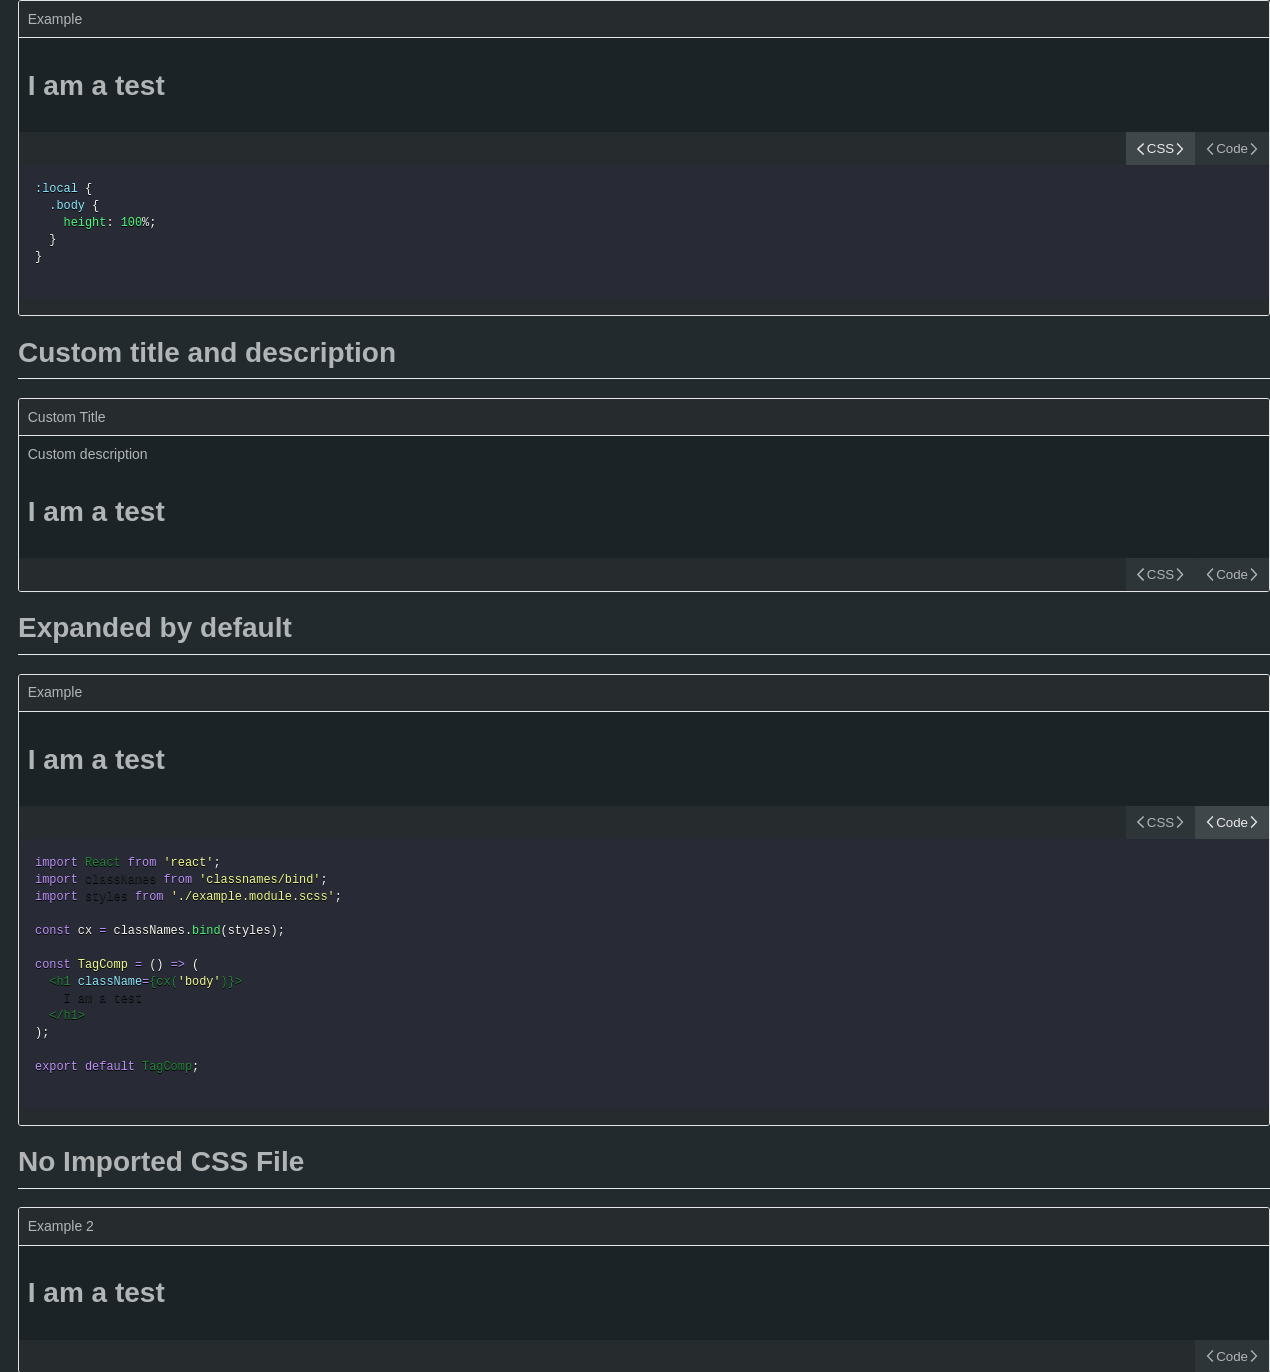 Example
I am a test
CSS Code
:local {
  .body {
    height: 100%;
  }
}
Custom title and description
Custom Title
Custom description
I am a test
CSS Code
Expanded by default
Example
I am a test
CSS Code
import React from 'react';
import classNames from 'classnames/bind';
import styles from './example.module.scss';
const cx = classNames.bind(styles);
const TagComp = () => (
  <h1 className={cx('body')}>
    I am a test
  </h1>
);
export default TagComp;
No Imported CSS File
Example 2
I am a test
Code